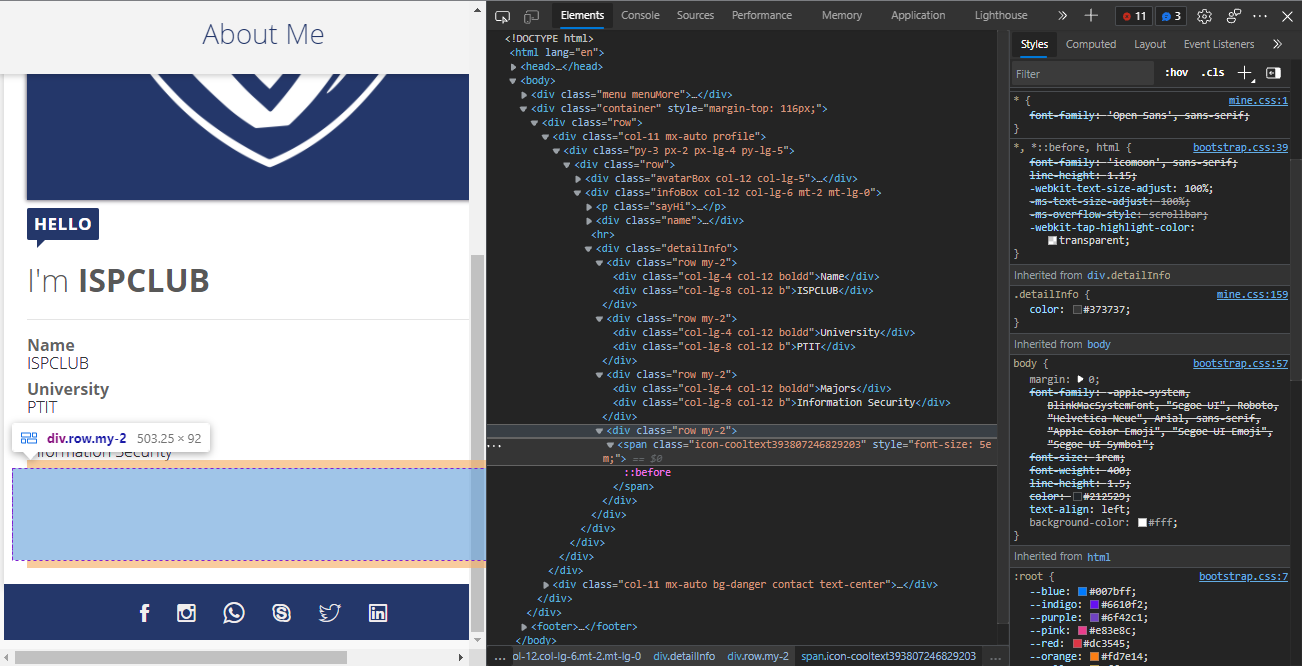 About Me
HELLO
I'm ISPCLUB
Name
ISPCLUB
University
PTIT
div.row.my-2 503.25 × 92
Information Security
Elements Console Sources Performance Memory Application Lighthouse
11 3
<!DOCTYPE html>
<html lang="en">
<head>…</head>
<body>
<div class="menu menuMore">…</div>
<div class="container" style="margin-top: 116px;">
<div class="row">
<div class="col-11 mx-auto profile">
<div class="py-3 px-2 px-lg-4 py-lg-5">
<div class="row">
<div class="avatarBox col-12 col-lg-5">…</div>
<div class="infoBox col-12 col-lg-6 mt-2 mt-lg-0">
<p class="sayHi">…</p>
<div class="name">…</div>
<hr>
<div class="detailInfo">
<div class="row my-2">
<div class="col-lg-4 col-12 boldd">Name</div>
<div class="col-lg-8 col-12 b">ISPCLUB</div>
</div>
<div class="row my-2">
<div class="col-lg-4 col-12 boldd">University</div>
<div class="col-lg-8 col-12 b">PTIT</div>
</div>
<div class="row my-2">
<div class="col-lg-4 col-12 boldd">Majors</div>
<div class="col-lg-8 col-12 b">Information Security</div>
</div>
<div class="row my-2">
<span class="icon-cooltext393807246829203" style="font-size: 5e
m;"> == $0
::before
</span>
</div>
</div>
</div>
</div>
</div>
</div>
<div class="col-11 mx-auto bg-danger contact text-center">…</div>
</div>
</div>
<footer>…</footer>
</body>
... ol-12.col-lg-6.mt-2.mt-lg-0 div.detailInfo div.row.my-2 span.icon-cooltext393807246829203 ...
Styles Computed Layout Event Listeners
Filter :hov .cls
* { mine.css:1
font-family: 'Open Sans', sans-serif;
}
*, *::before, html { bootstrap.css:39
font-family: 'icomoon', sans-serif;
line-height: 1.15;
-webkit-text-size-adjust: 100%;
-ms-text-size-adjust: 100%;
-ms-overflow-style: scrollbar;
-webkit-tap-highlight-color:
transparent;
}
Inherited from div.detailInfo
.detailInfo { mine.css:159
color: #373737;
}
Inherited from body
body { bootstrap.css:57
margin: 0;
font-family: -apple-system,
BlinkMacSystemFont, "Segoe UI", Roboto,
"Helvetica Neue", Arial, sans-serif,
"Apple Color Emoji", "Segoe UI Emoji",
"Segoe UI Symbol";
font-size: 1rem;
font-weight: 400;
line-height: 1.5;
color: #212529;
text-align: left;
background-color: #fff;
}
Inherited from html
:root { bootstrap.css:7
--blue: #007bff;
--indigo: #6610f2;
--purple: #6f42c1;
--pink: #e83e8c;
--red: #dc3545;
--orange: #fd7e14;